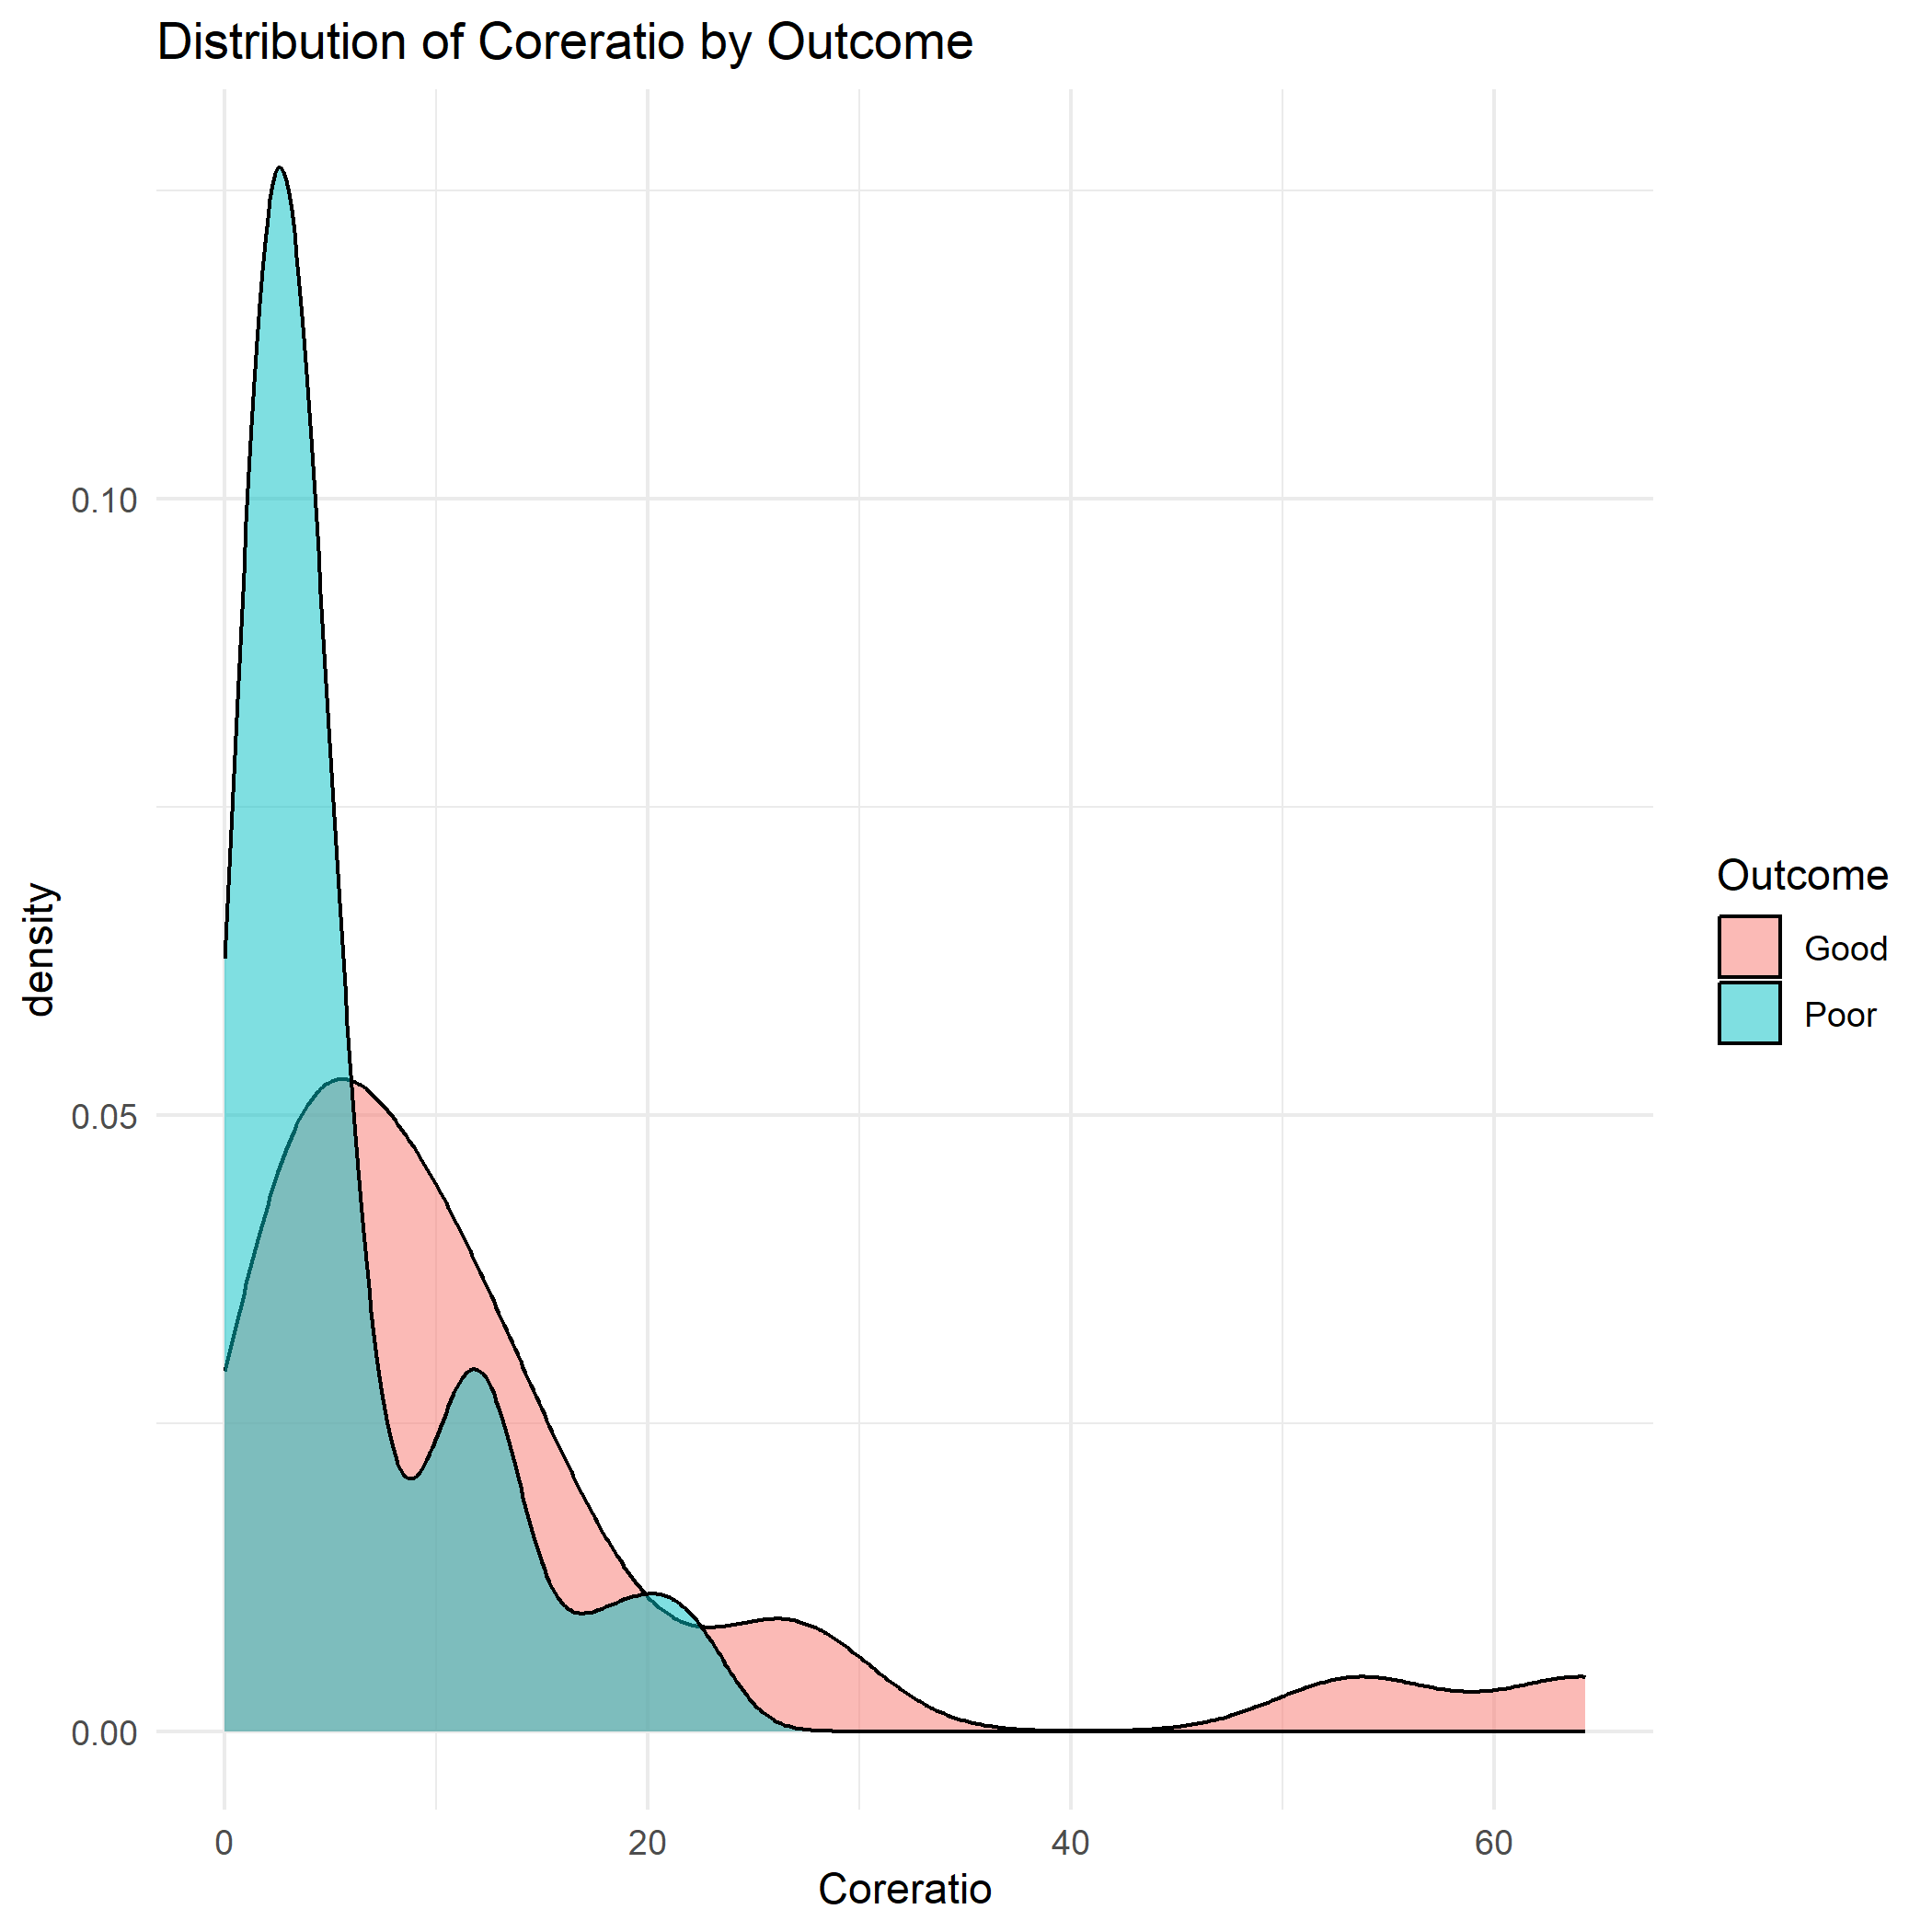 Distribution of Coreratio by Outcome
0.10
0.05
0.00
density
0
20
40
60
Coreratio
Outcome
Good
Poor